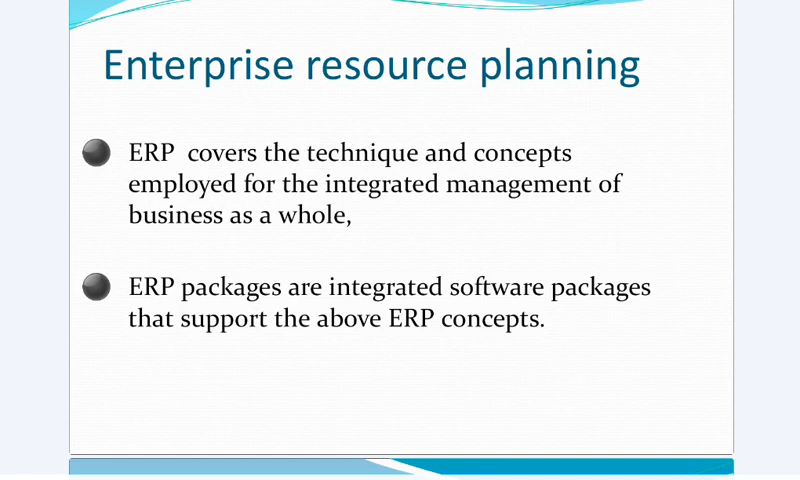 Enterprise resource planning
ERP  covers the technique and concepts
employed for the integrated management of
business as a whole,
ERP packages are integrated software packages
that support the above ERP concepts.